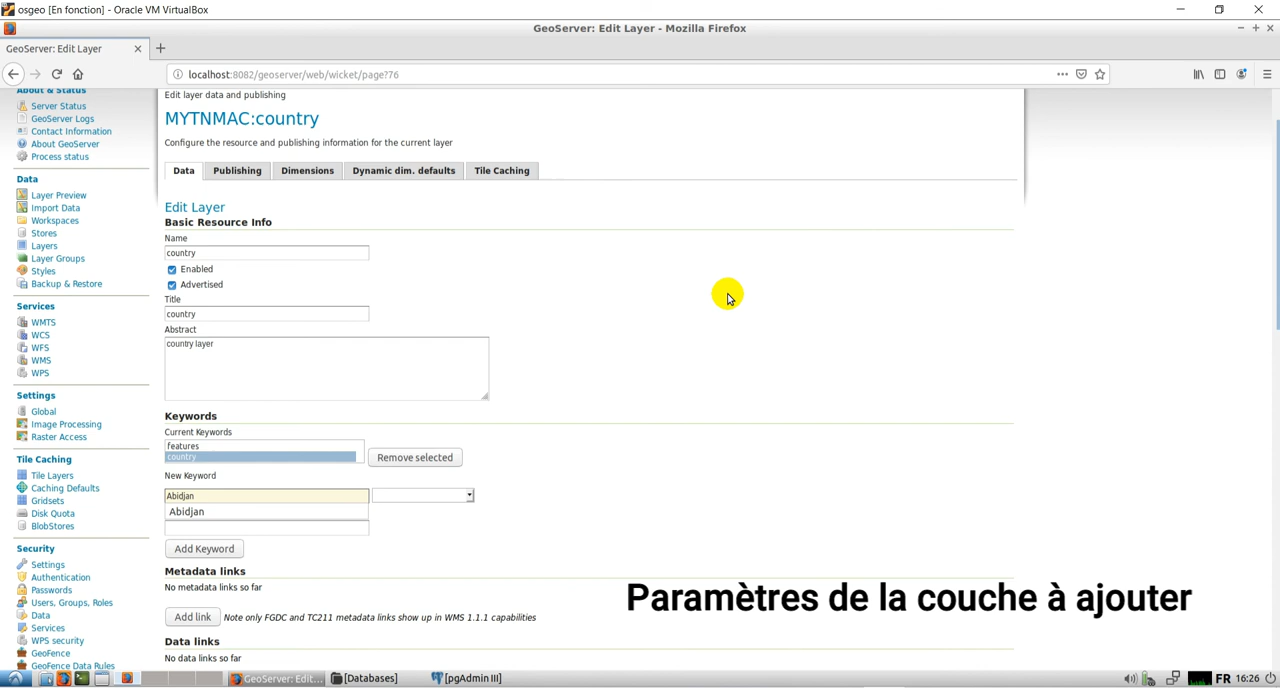 osgeo [En fonction] - Oracle VM VirtualBox
GeoServer: Edit Layer - Mozilla Firefox
GeoServer: Edit Layer
localhost:8082/geoserver/web/wicket/page?76
About & Status
Server Status
GeoServer Logs
Contact Information
About GeoServer
Process status
Data
Layer Preview
Import Data
Workspaces
Stores
Layers
Layer Groups
Styles
Backup & Restore
Services
WMTS
WCS
WFS
WMS
WPS
Settings
Global
Image Processing
Raster Access
Tile Caching
Tile Layers
Caching Defaults
Gridsets
Disk Quota
BlobStores
Security
Settings
Authentication
Passwords
Users, Groups, Roles
Data
Services
WPS security
GeoFence
GeoFence Data Rules
Edit layer data and publishing
MYTNMAC:country
Configure the resource and publishing information for the current layer
Data Publishing Dimensions Dynamic dim. defaults Tile Caching
Edit Layer
Basic Resource Info
Name
country
Enabled
Advertised
Title
country
Abstract
country layer
Keywords
Current Keywords
features
country
Remove selected
New Keyword
Abidjan
Abidjan
Add Keyword
Metadata links
No metadata links so far
Add link Note only FGDC and TC211 metadata links show up in WMS 1.1.1 capabilities
Data links
No data links so far
Paramètres de la couche à ajouter
GeoServer: Edit... [Databases] [pgAdmin III] FR 16:26